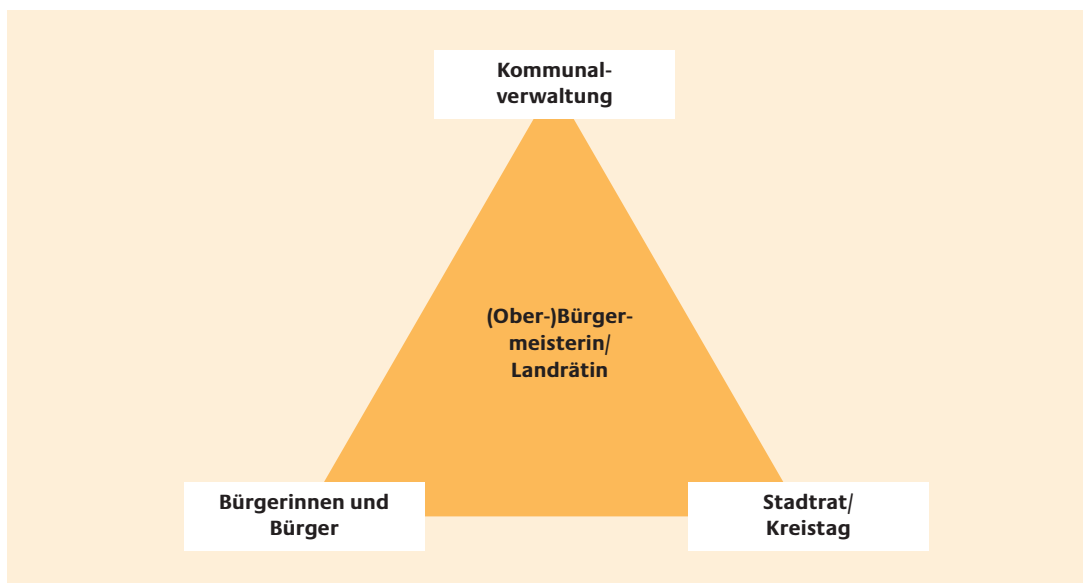 Kommunal-
verwaltung
(Ober-)Bürger-
meisterin/
Landrätin
Bürgerinnen und
Bürger
Stadtrat/
Kreistag